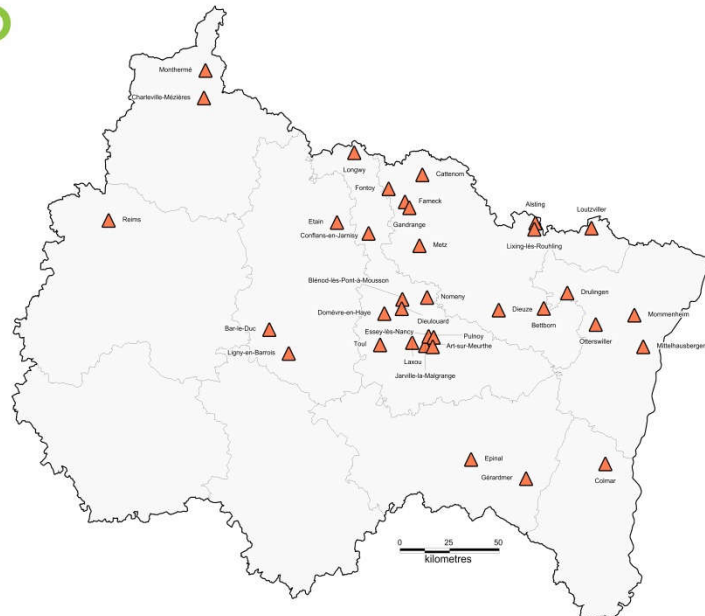 Monthermé
Charleville-Mézières
Longwy
Cattenom
Fontoy
Fameck
Gandrange
Reims
Etain
Conflans-en-Jarnisy
Metz
Alsting
Loutzviller
Lixing-lès-Rouhling
Blénod-lès-Pont-à-Mousson
Nomeny
Domèvre-en-Haye
Dieulouard
Dieuze
Drulingen
Bettborn
Mommenheim
Otterswiller
Mittelhausbergen
Bar-le-Duc
Ligny-en-Barrois
Essey-lès-Nancy
Pulnoy
Toul
Art-sur-Meurthe
Laxou
Jarville-la-Malgrange
Epinal
Gérardmer
Colmar
0 25 50
kilometres